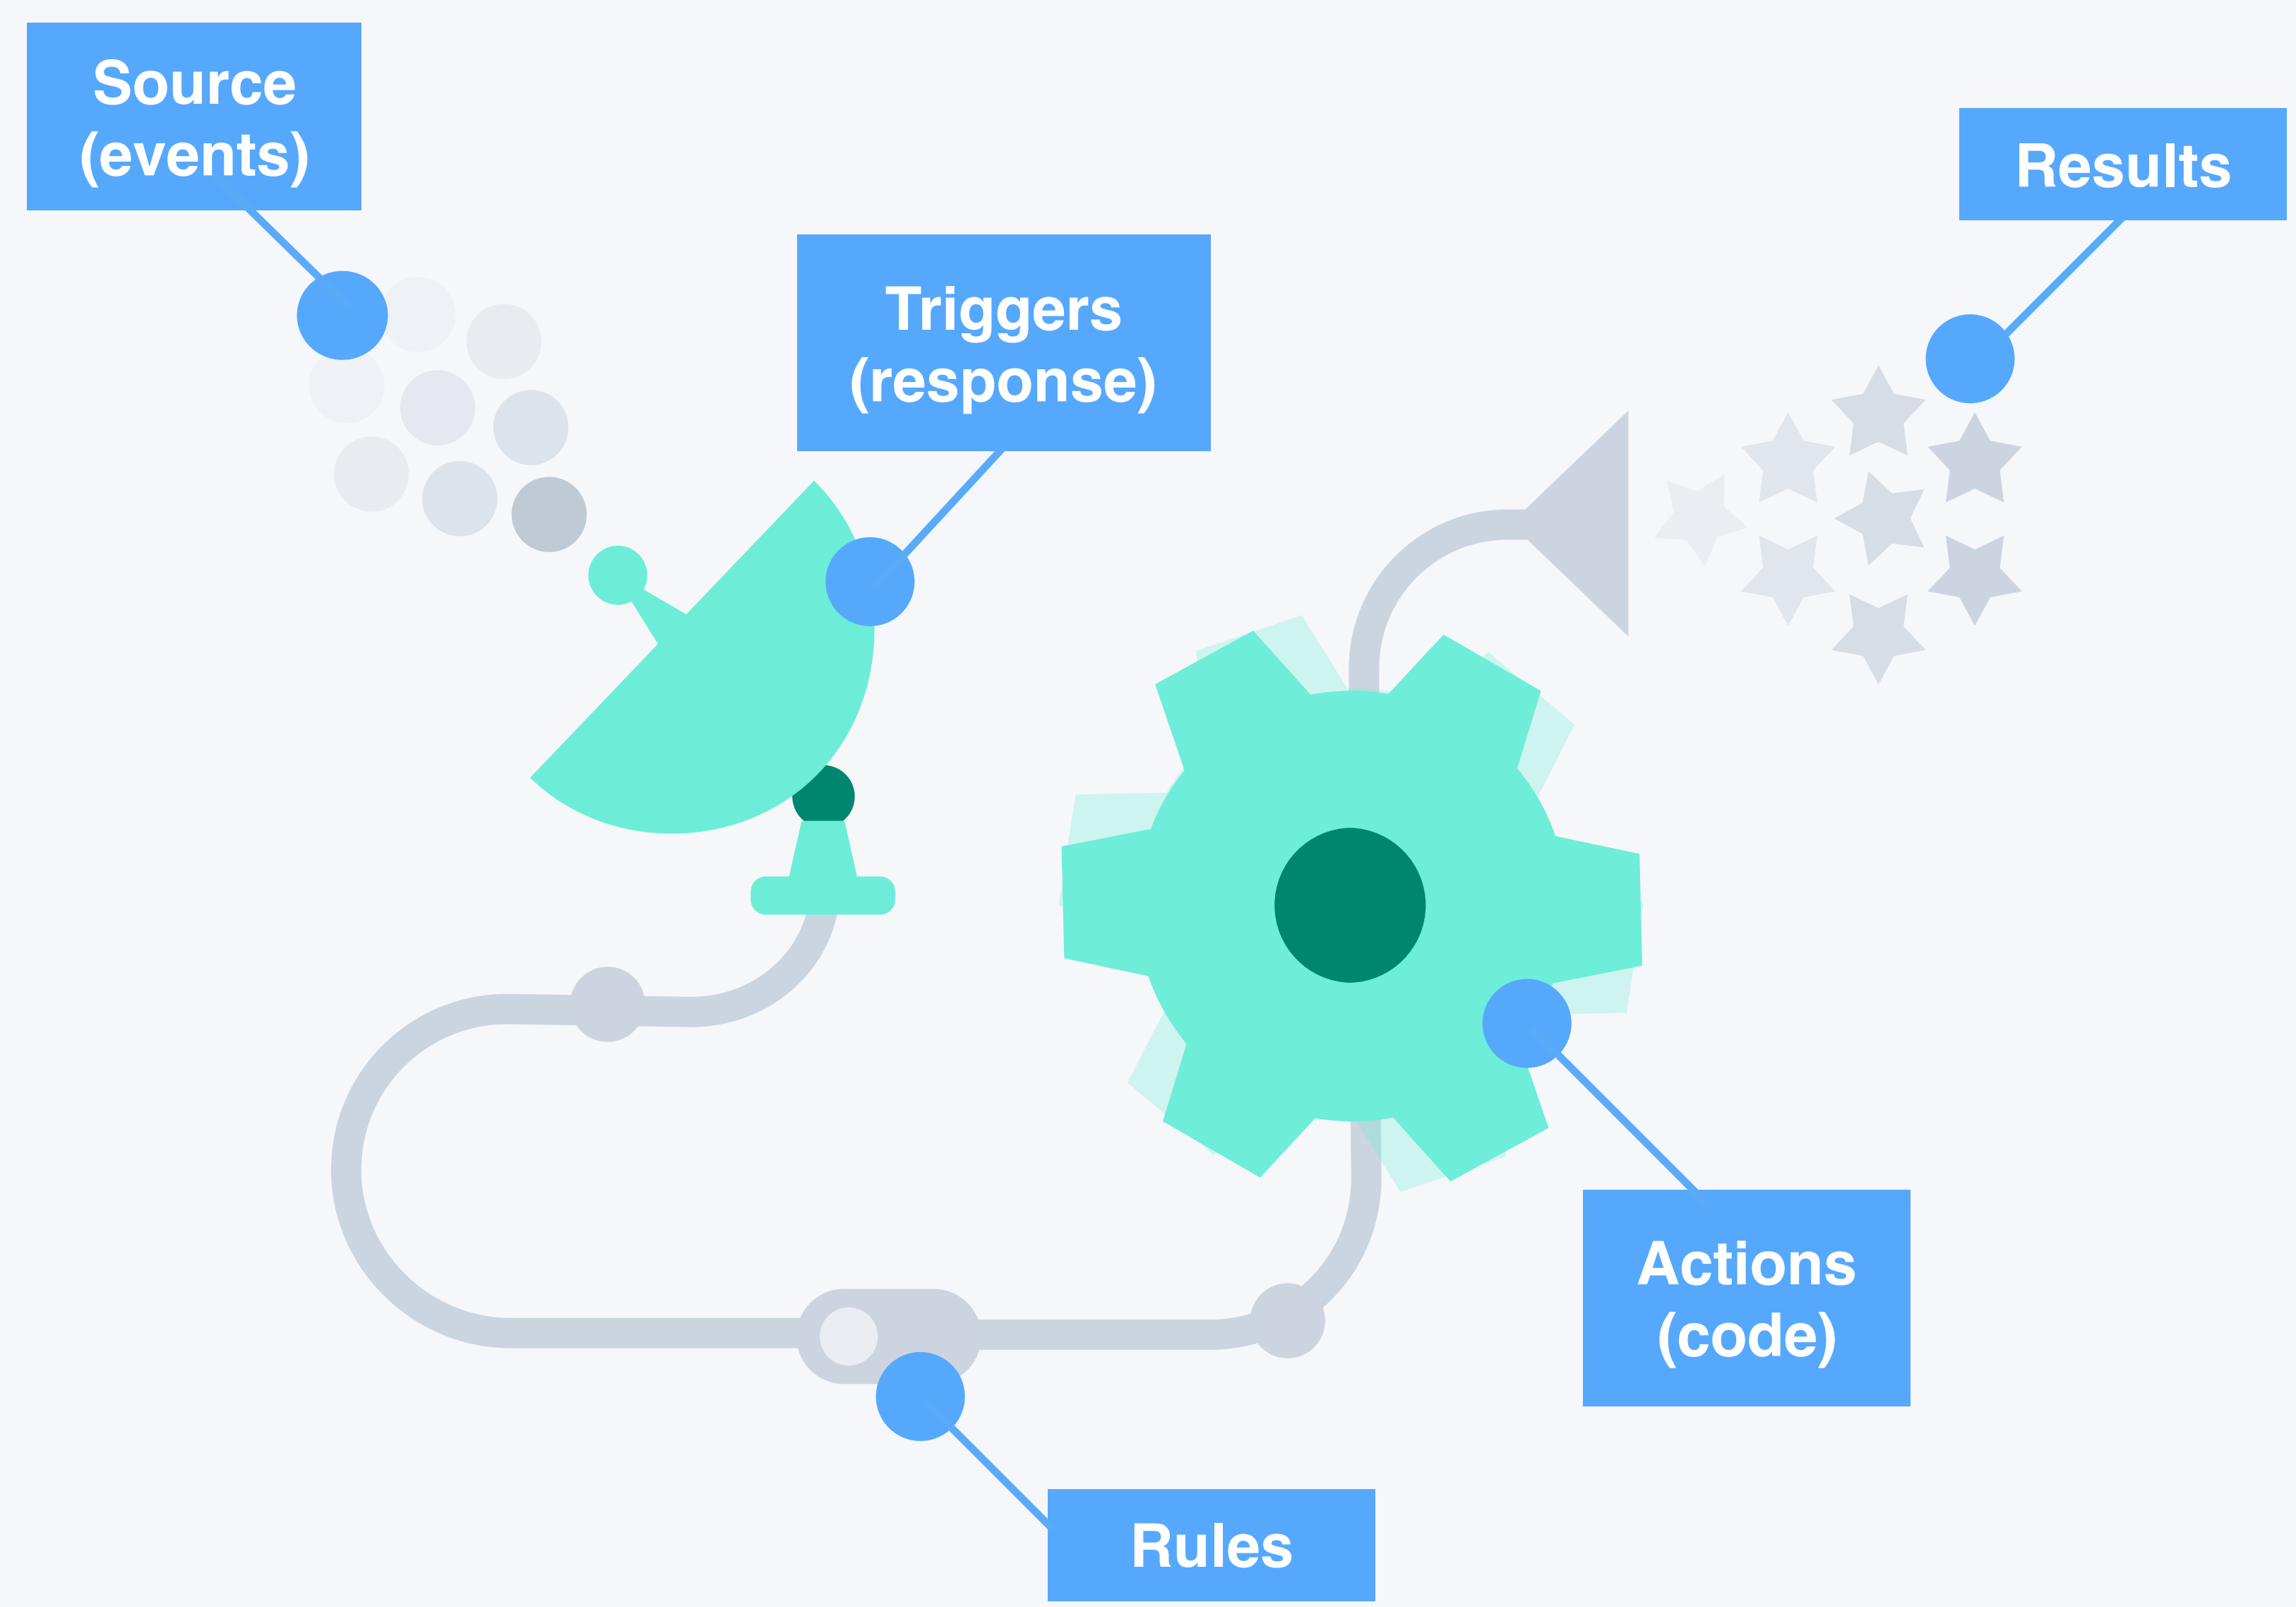 Source
(events)
Results
Triggers
(response)
Actions
(code)
Rules